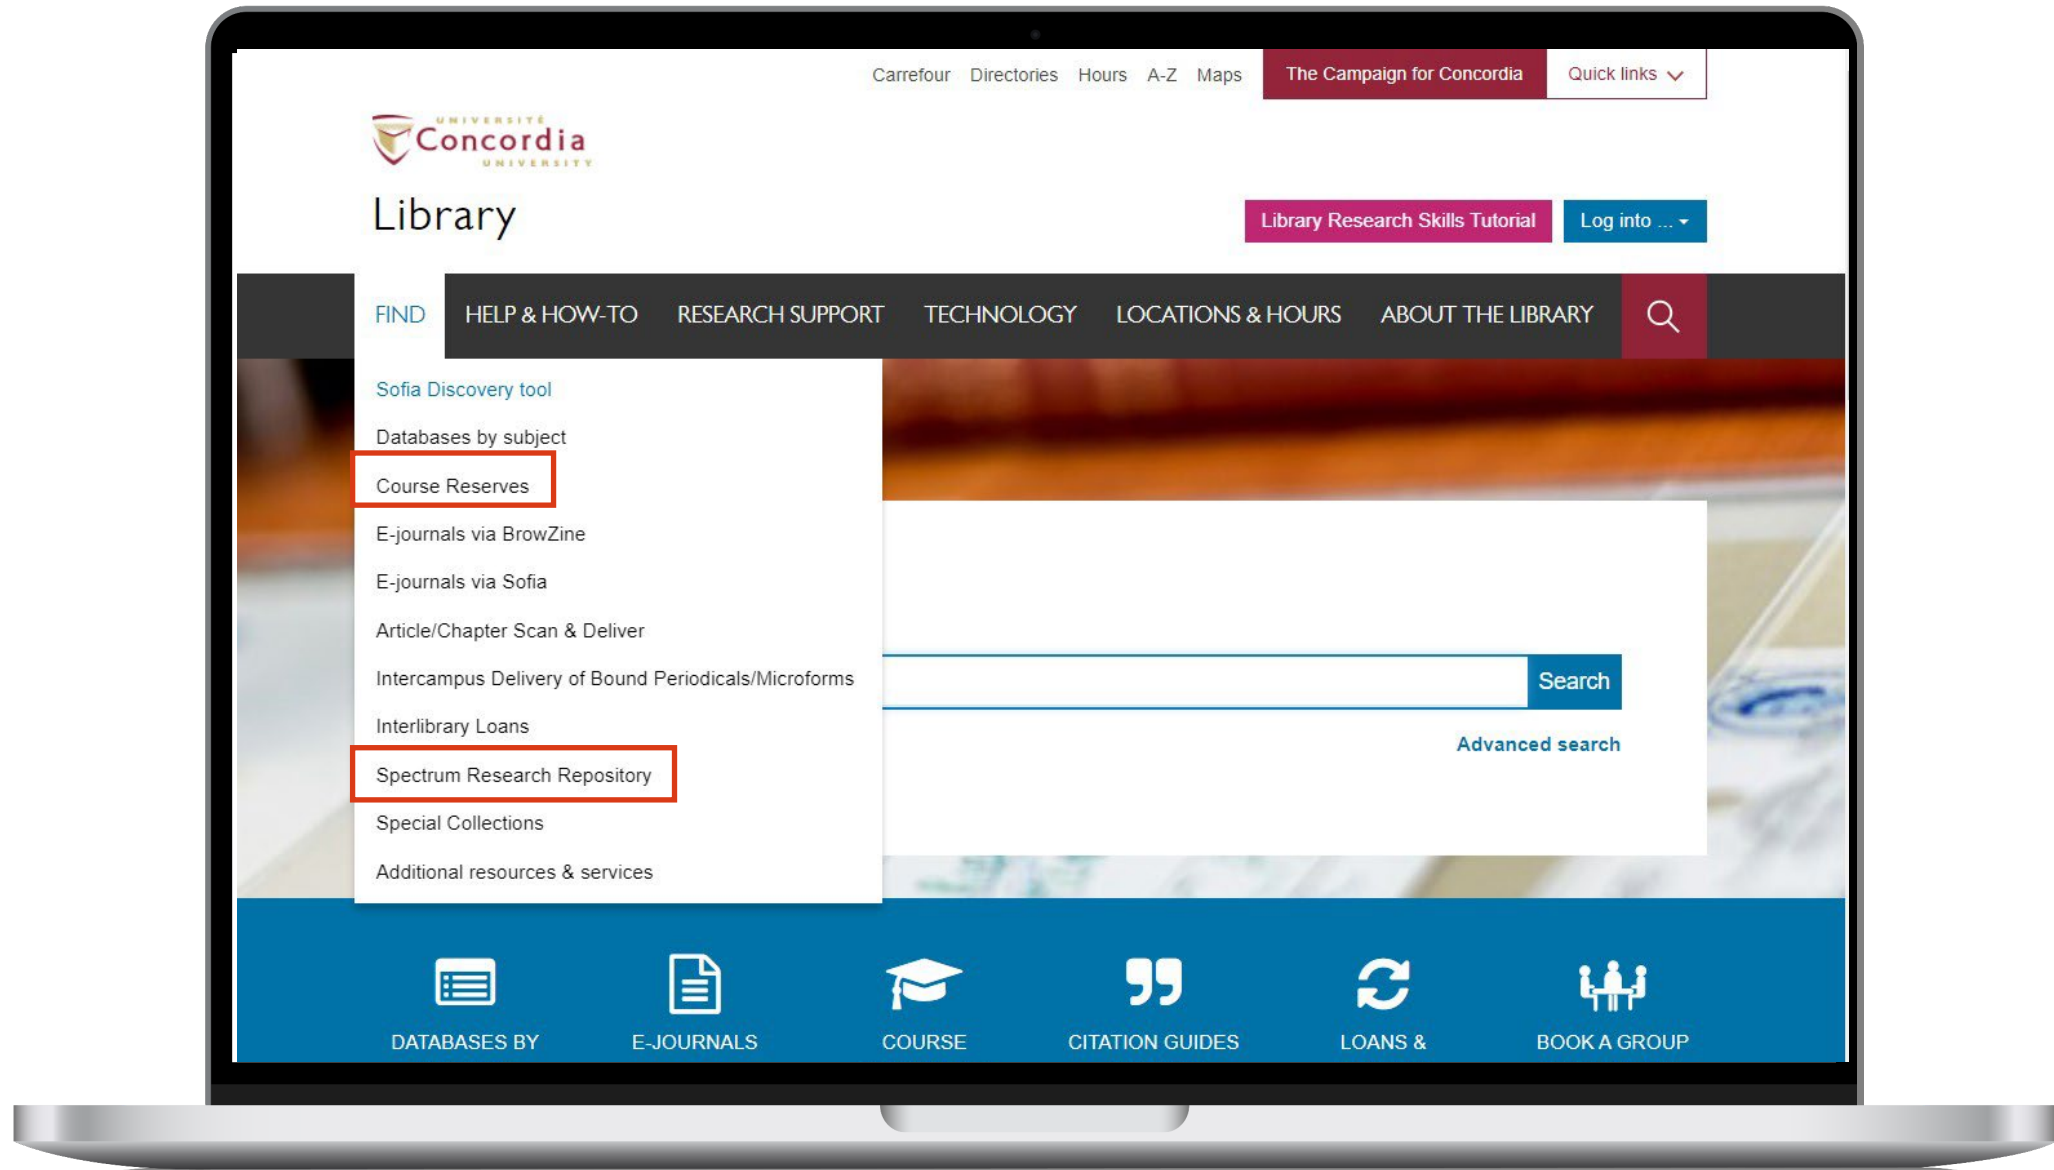 Carrefour Directories Hours A-Z Maps The Campaign for Concordia Quick links
UNIVERSITÉ
Concordia
UNIVERSITY
Library
Library Research Skills Tutorial Log into ...
FIND HELP & HOW-TO RESEARCH SUPPORT TECHNOLOGY LOCATIONS & HOURS ABOUT THE LIBRARY
Sofia Discovery tool
Databases by subject
Course Reserves
E-journals via BrowZine
E-journals via Sofia
Article/Chapter Scan & Deliver
Intercampus Delivery of Bound Periodicals/Microforms
Search
Interlibrary Loans
Advanced search
Spectrum Research Repository
Special Collections
Additional resources & services
DATABASES BY E-JOURNALS COURSE CITATION GUIDES LOANS & BOOK A GROUP